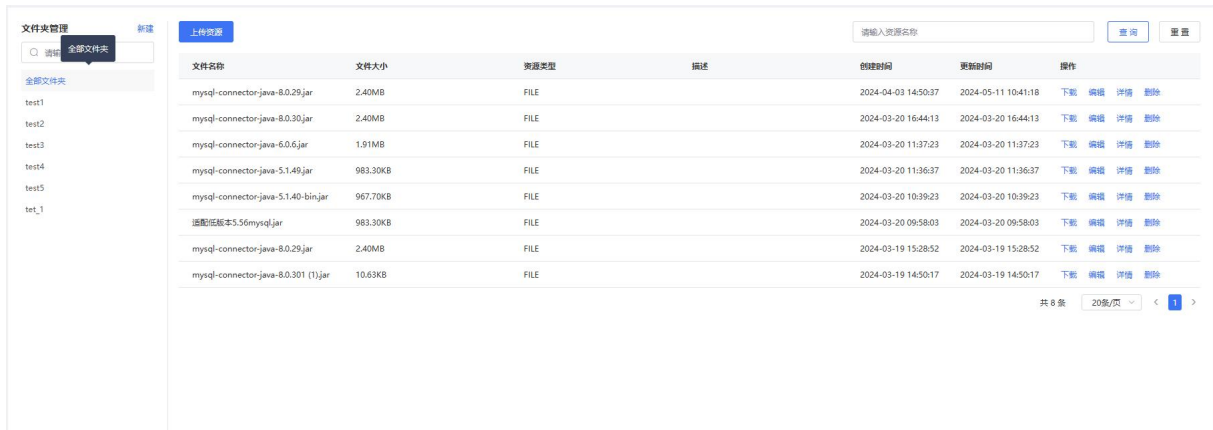 文件夹管理 新建
全部文件夹
全部文件夹
test1
test2
test3
test4
test5
tet_1
上传资源 请输入资源名称 查询 重置
文件名称 文件大小 资源类型 描述 创建时间 更新时间 操作
mysql-connector-java-8.0.29.jar 2.40MB FILE 2024-04-03 14:50:37 2024-05-11 10:41:18 下载 编辑 详情 删除
mysql-connector-java-8.0.30.jar 2.40MB FILE 2024-03-20 16:44:13 2024-03-20 16:44:13 下载 编辑 详情 删除
mysql-connector-java-6.0.6.jar 1.91MB FILE 2024-03-20 11:37:23 2024-03-20 11:37:23 下载 编辑 详情 删除
mysql-connector-java-5.1.49.jar 983.30KB FILE 2024-03-20 11:36:37 2024-03-20 11:36:37 下载 编辑 详情 删除
mysql-connector-java-5.1.40-bin.jar 967.70KB FILE 2024-03-20 10:39:23 2024-03-20 10:39:23 下载 编辑 详情 删除
适配低版本5.56mysql.jar 983.30KB FILE 2024-03-20 09:58:03 2024-03-20 09:58:03 下载 编辑 详情 删除
mysql-connector-java-8.0.29.jar 2.40MB FILE 2024-03-19 15:28:52 2024-03-19 15:28:52 下载 编辑 详情 删除
mysql-connector-java-8.0.301 (1).jar 10.63KB FILE 2024-03-19 14:50:17 2024-03-19 14:50:17 下载 编辑 详情 删除
共 8 条 20条/页 1